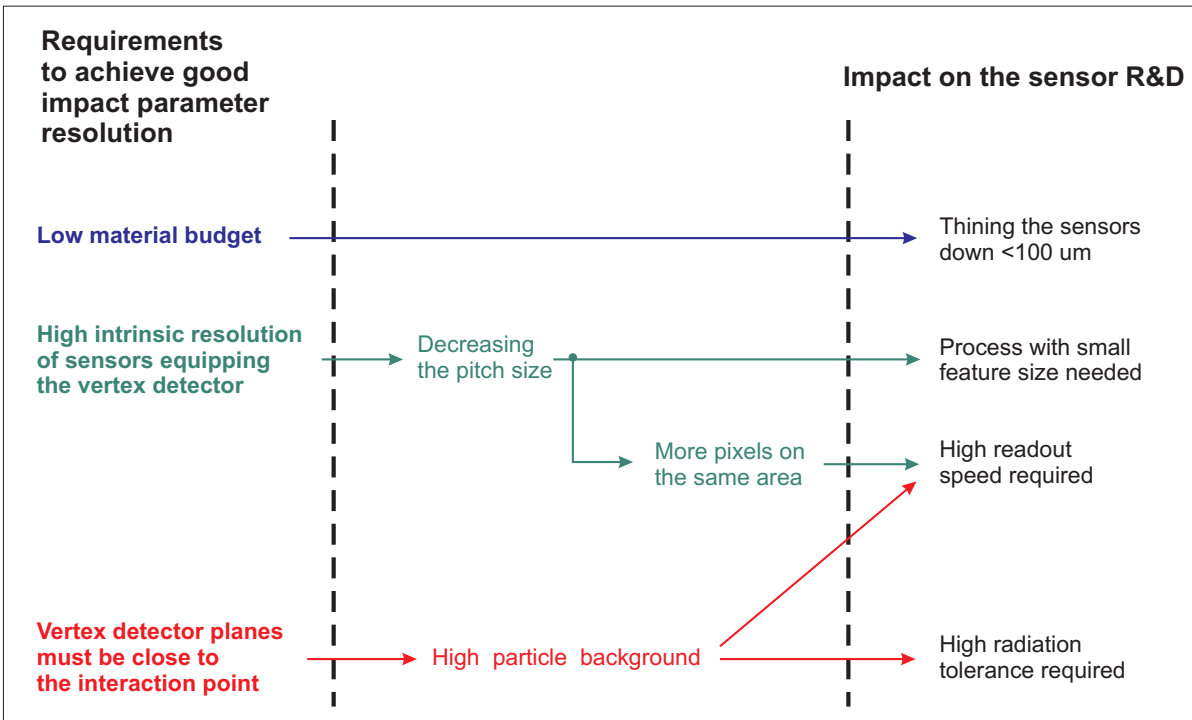 Requirements
to achieve good
impact parameter
resolution
Impact on the sensor R&D
Low material budget
Thining the sensors
down <100 um
High intrinsic resolution
of sensors equipping
the vertex detector
Decreasing
the pitch size
Process with small
feature size needed
More pixels on
the same area
High readout
speed required
Vertex detector planes
must be close to
the interaction point
High particle background
High radiation
tolerance required